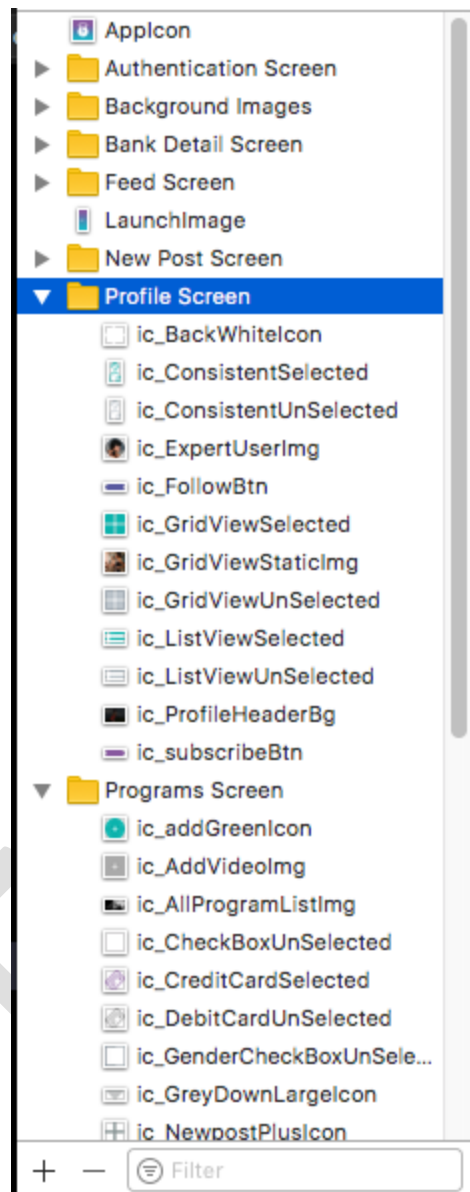 AppIcon
Authentication Screen
Background Images
Bank Detail Screen
Feed Screen
LaunchImage
New Post Screen
Profile Screen
ic_BackWhiteIcon
ic_ConsistentSelected
ic_ConsistentUnSelected
ic_ExpertUserImg
ic_FollowBtn
ic_GridViewSelected
ic_GridViewStaticImg
ic_GridViewUnSelected
ic_ListViewSelected
ic_ListViewUnSelected
ic_ProfileHeaderBg
ic_subscribeBtn
Programs Screen
ic_addGreenIcon
ic_AddVideoImg
ic_AllProgramListImg
ic_CheckBoxUnSelected
ic_CreditCardSelected
ic_DebitCardUnSelected
ic_GenderCheckBoxUnSele...
ic_GreyDownLargeIcon
ic_NewpostPlusIcon
Filter